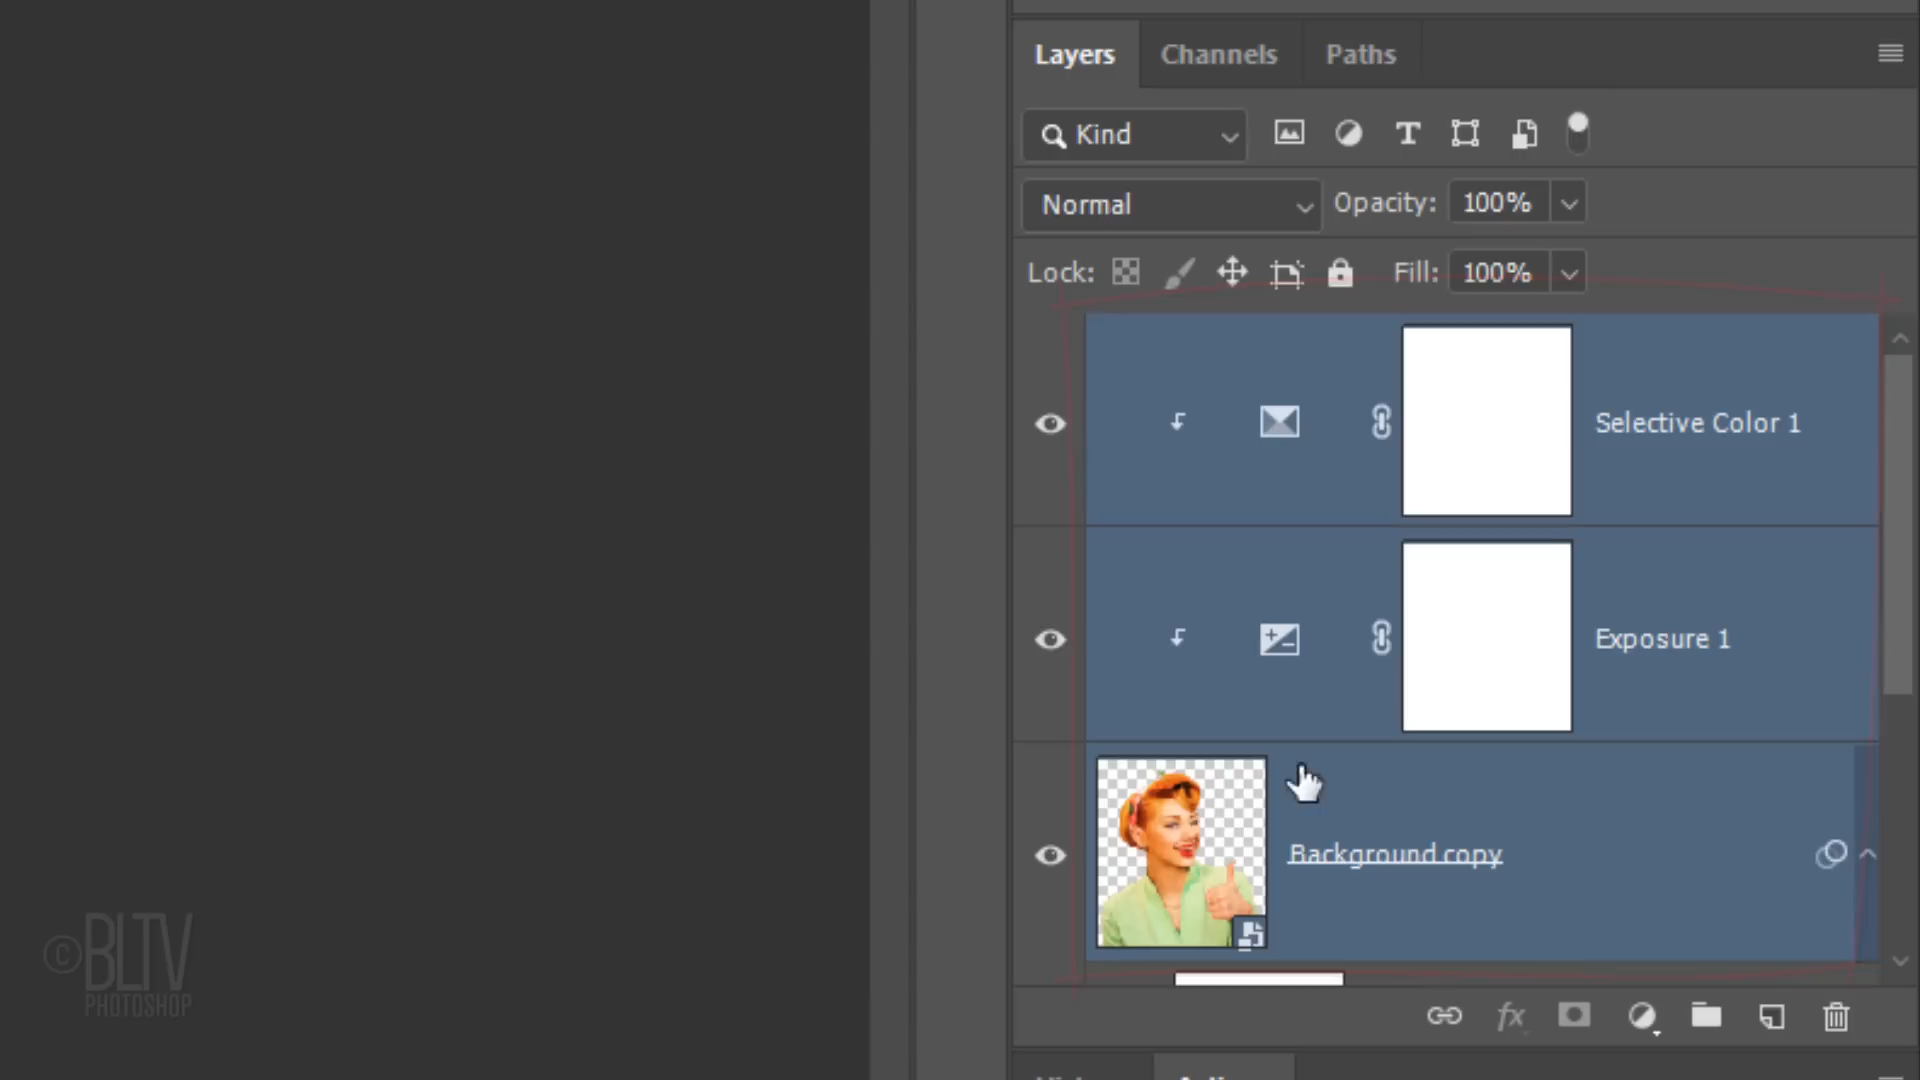 Layers Channels Paths
Kind
Normal Opacity: 100%
Lock: Fill: 100%
Selective Color 1
Exposure 1
Background copy
fx
©BLTV
PHOTOSHOP